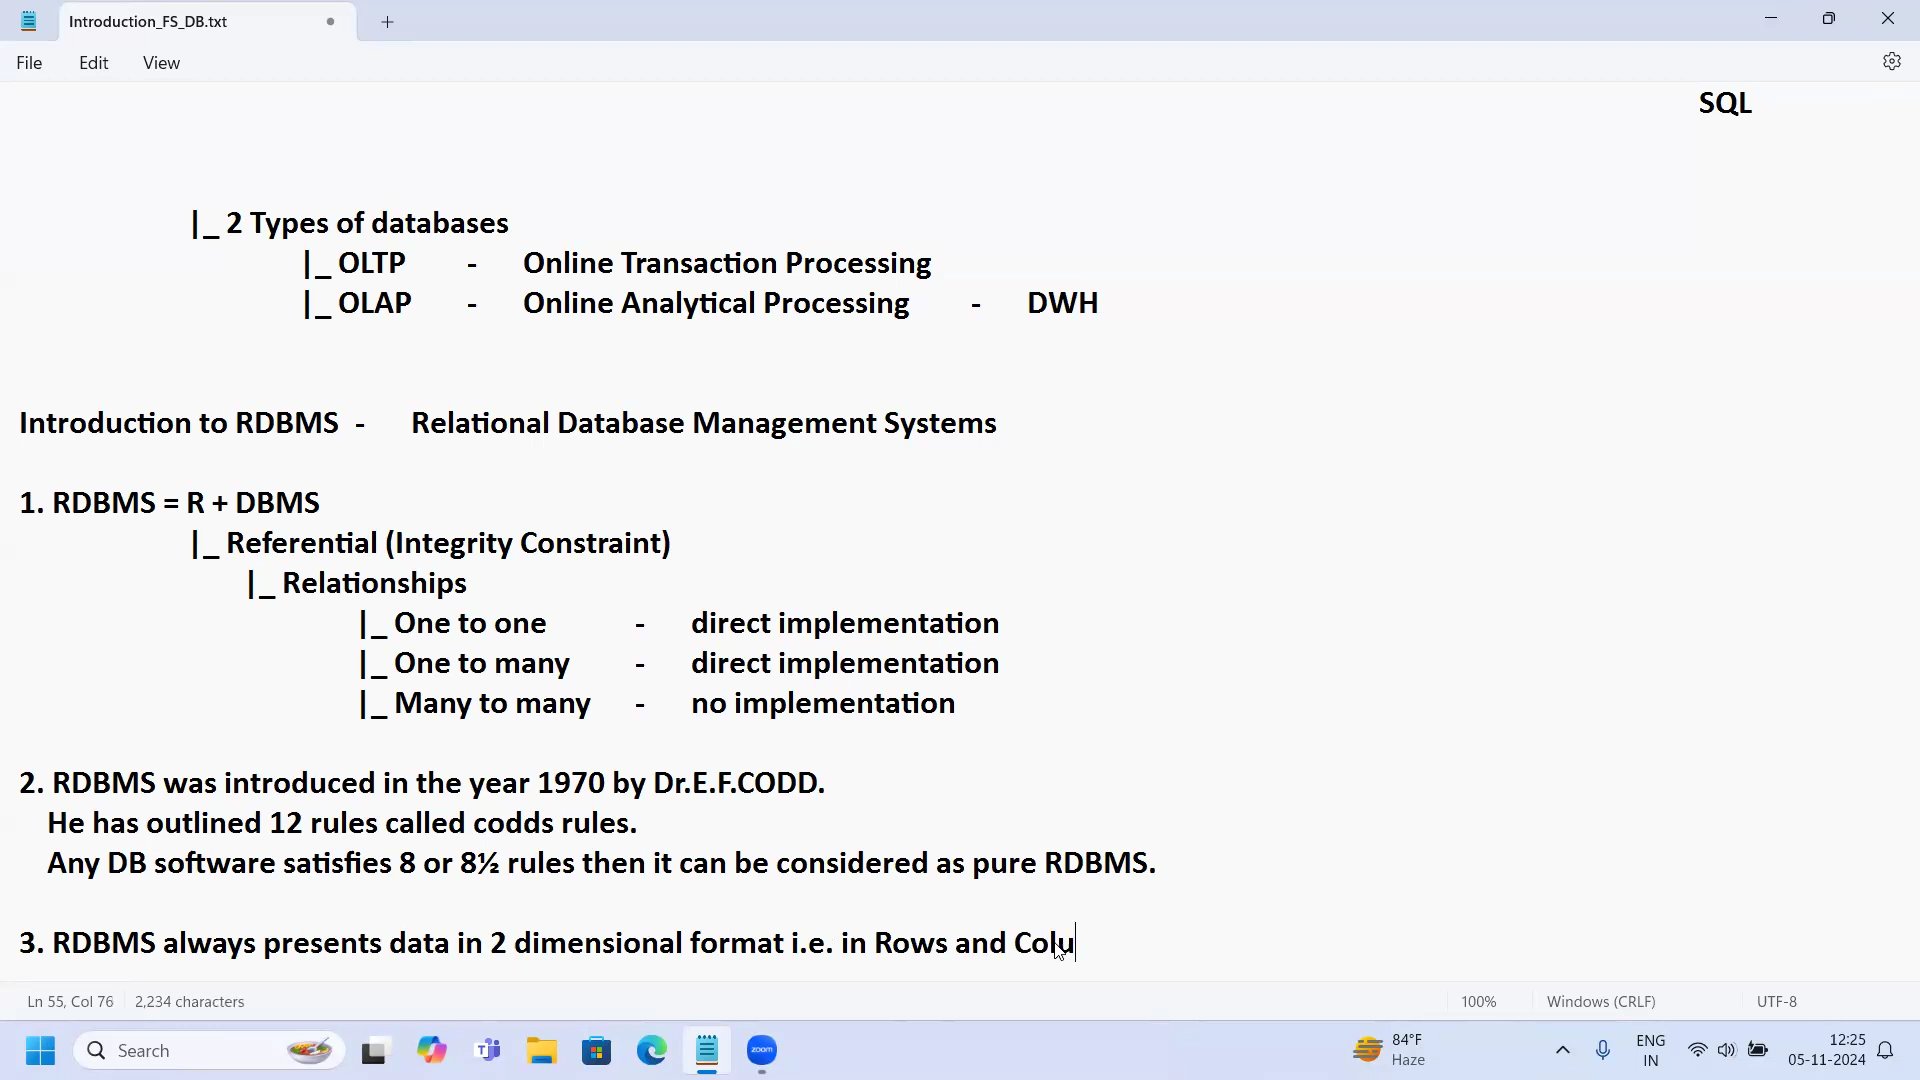 Introduction_FS_DB.txt
File Edit View
SQL
|_ 2 Types of databases
|_ OLTP - Online Transaction Processing
|_ OLAP - Online Analytical Processing - DWH
Introduction to RDBMS - Relational Database Management Systems
1. RDBMS = R + DBMS
|_ Referential (Integrity Constraint)
|_ Relationships
|_ One to one - direct implementation
|_ One to many - direct implementation
|_ Many to many - no implementation
2. RDBMS was introduced in the year 1970 by Dr.E.F.CODD.
He has outlined 12 rules called codds rules.
Any DB software satisfies 8 or 8½ rules then it can be considered as pure RDBMS.
3. RDBMS always presents data in 2 dimensional format i.e. in Rows and Colu
Ln 55, Col 76 2,234 characters 100% Windows (CRLF) UTF-8
Search zoom 84°F ENG 12:25
Haze IN 05-11-2024